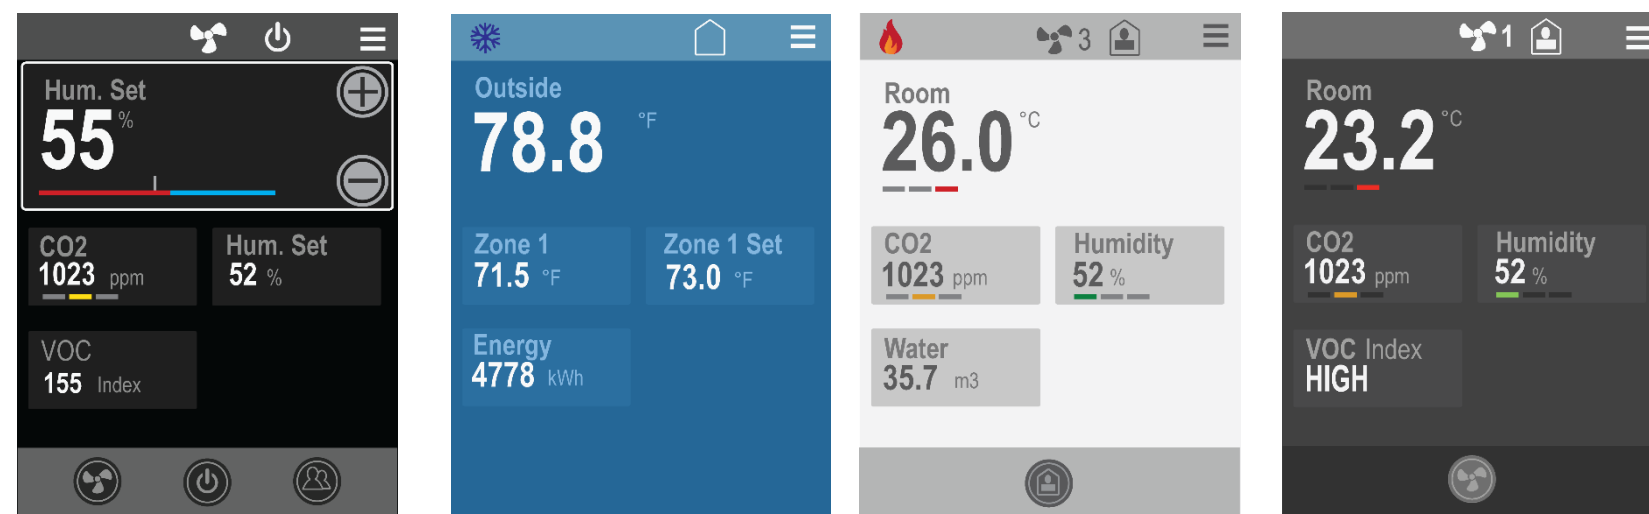 Hum. Set
55 %
CO2
1023 ppm
Hum. Set
52 %
VOC
155 Index
Outside
78.8 °F
Zone 1
71.5 °F
Zone 1 Set
73.0 °F
Energy
4778 kWh
3
Room
26.0 °C
CO2
1023 ppm
Humidity
52 %
Water
35.7 m3
1
Room
23.2 °C
CO2
1023 ppm
Humidity
52 %
VOC Index
HIGH